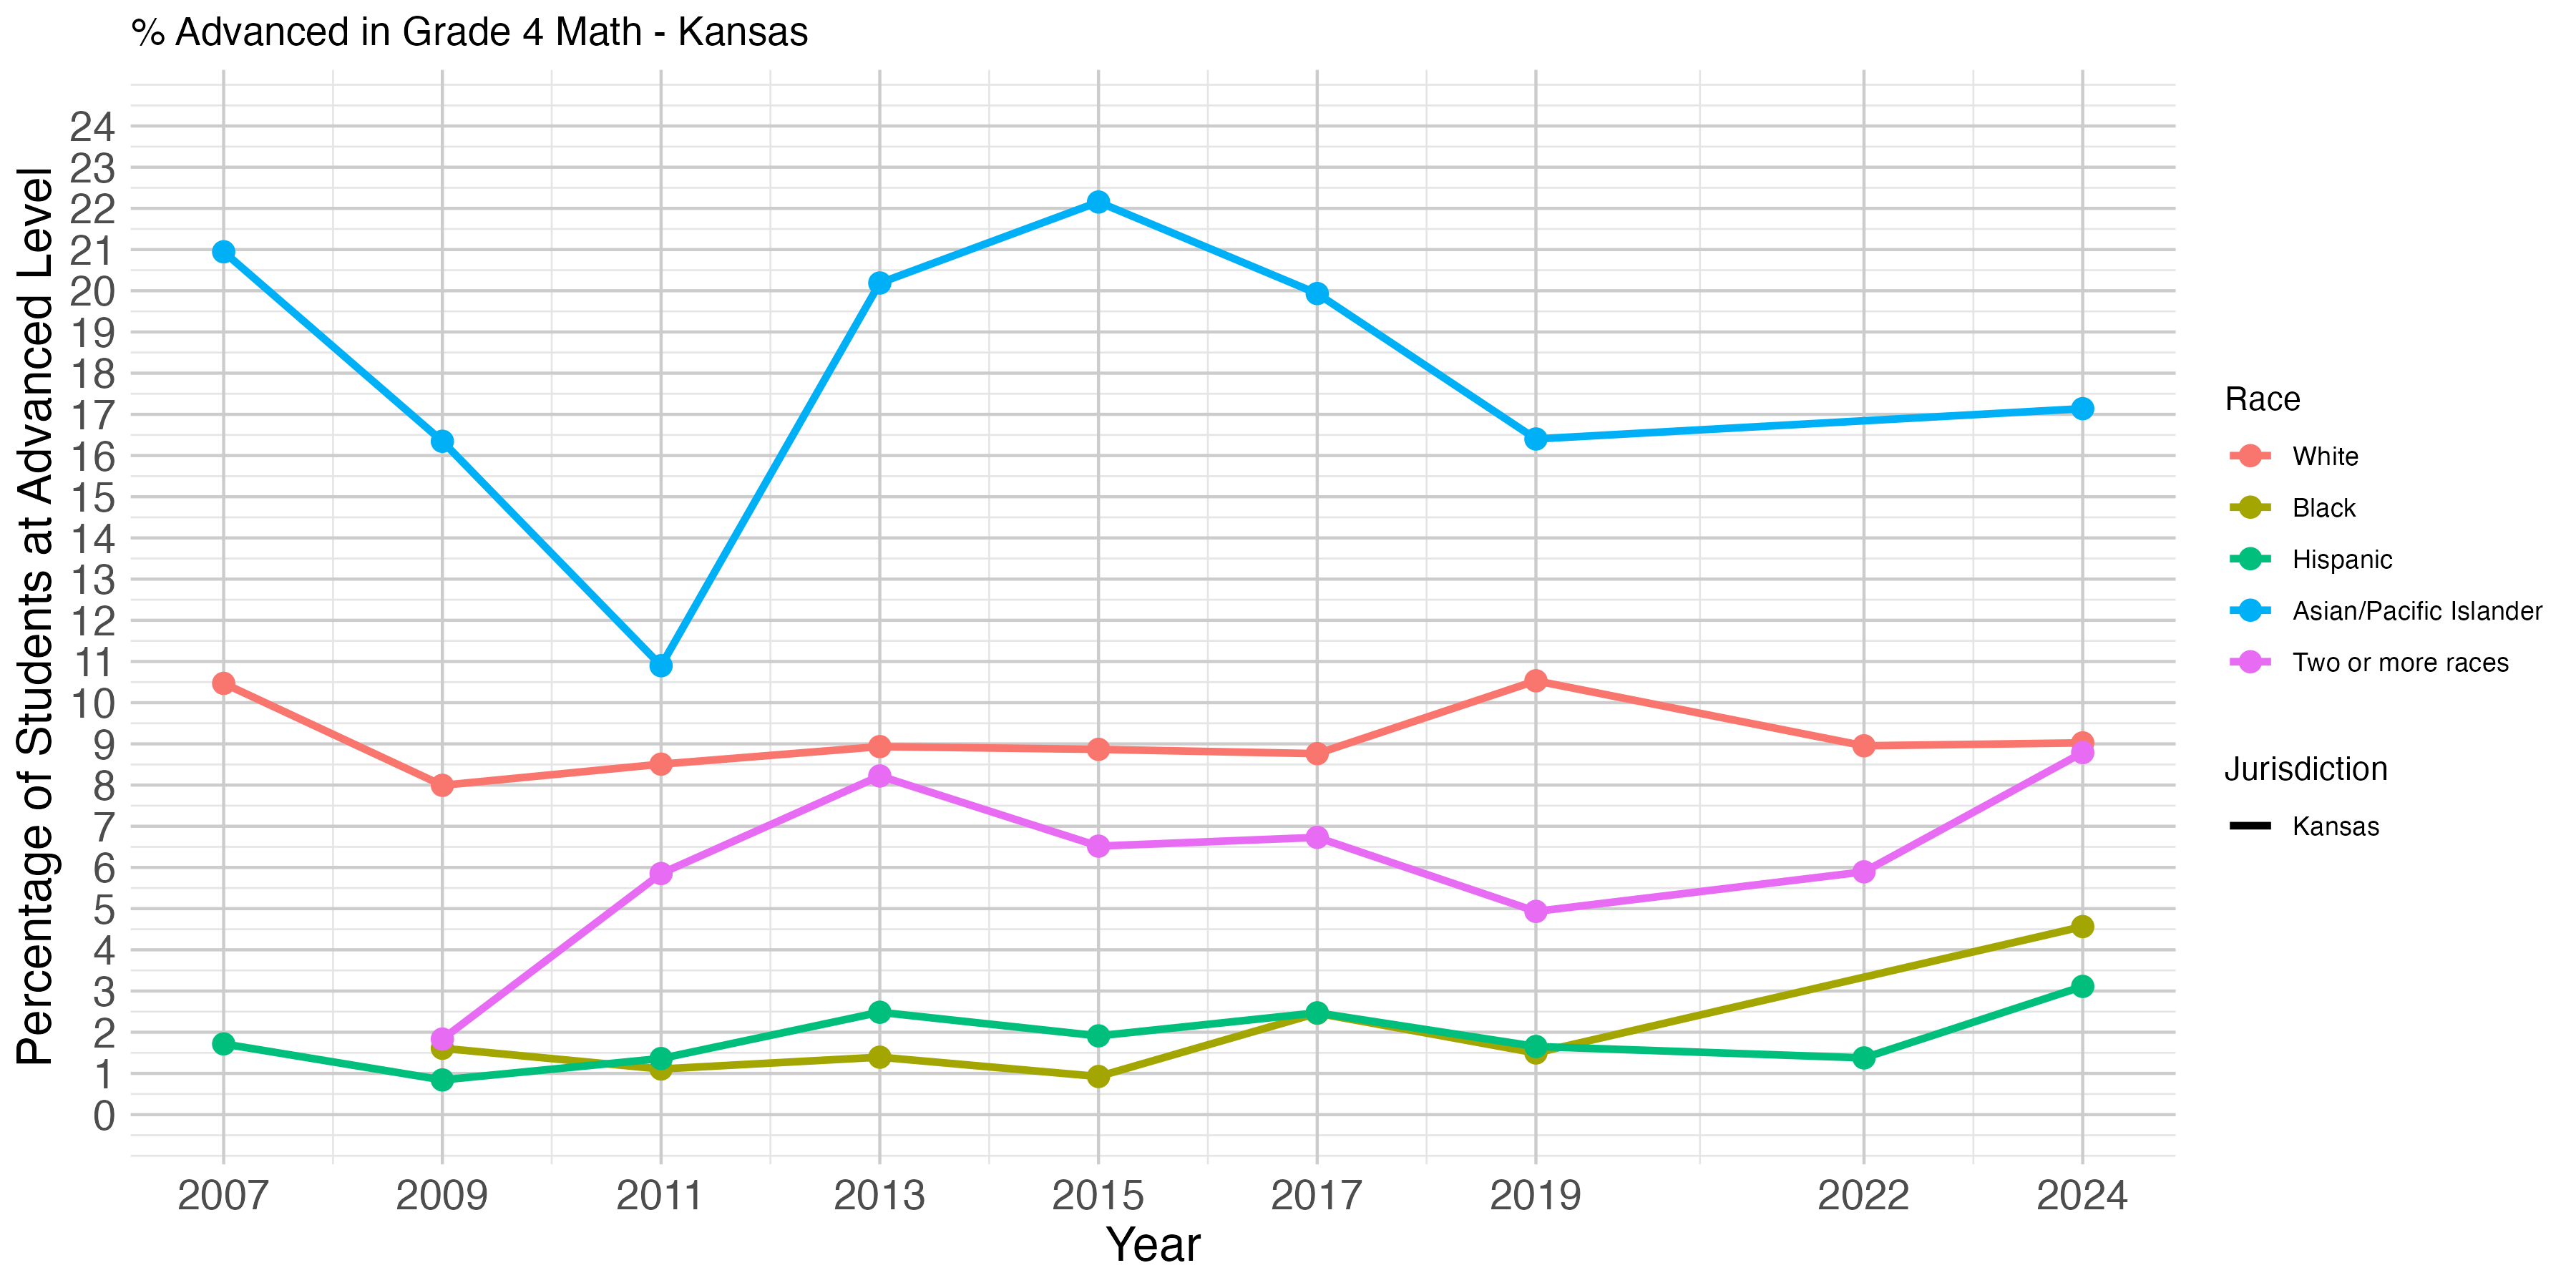 % Advanced in Grade 4 Math - Kansas
Percentage of Students at Advanced Level
24
23
22
21
20
19
18
17
16
15
14
13
12
11
10
9
8
7
6
5
4
3
2
1
0
2007 2009 2011 2013 2015 2017 2019 2022 2024
Year
Race
White
Black
Hispanic
Asian/Pacific Islander
Two or more races
Jurisdiction
Kansas